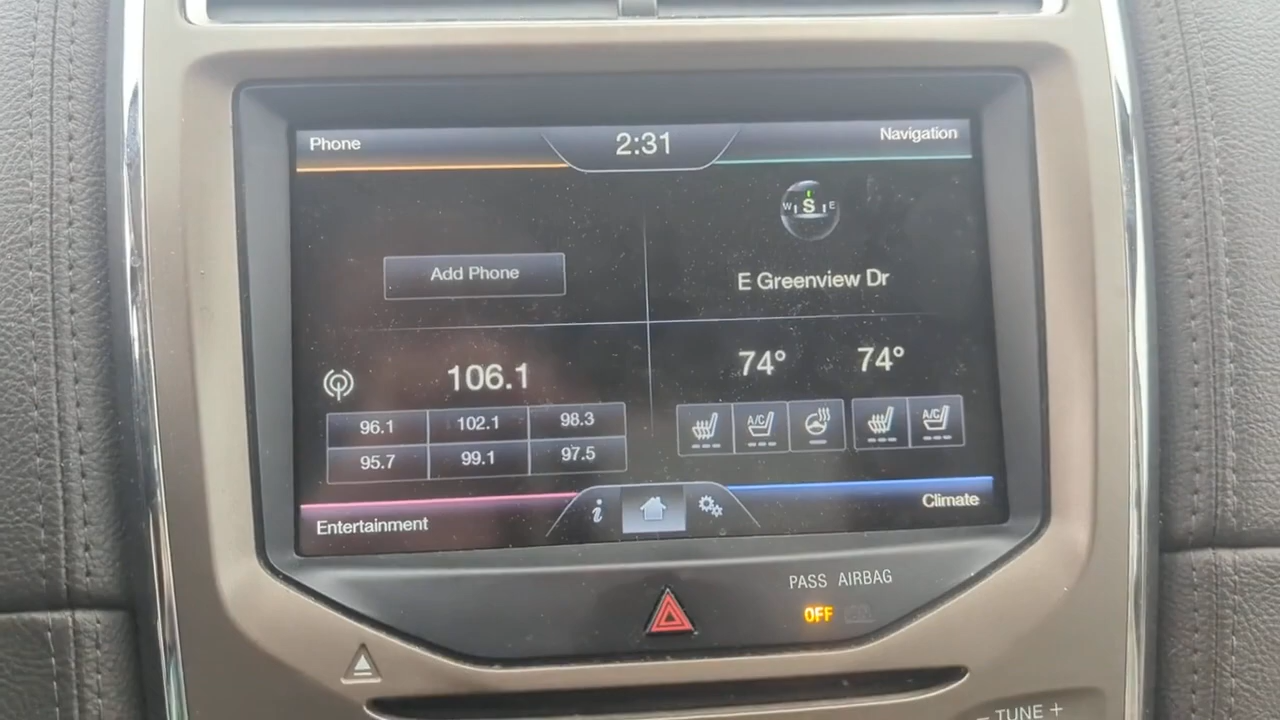 Phone
2:31
Navigation
W S E
Add Phone
E Greenview Dr
106.1
74° 74°
96.1 102.1 98.3
95.7 99.1 97.5
A/C A/C
i
Entertainment
Climate
PASS AIRBAG
OFF
– TUNE +